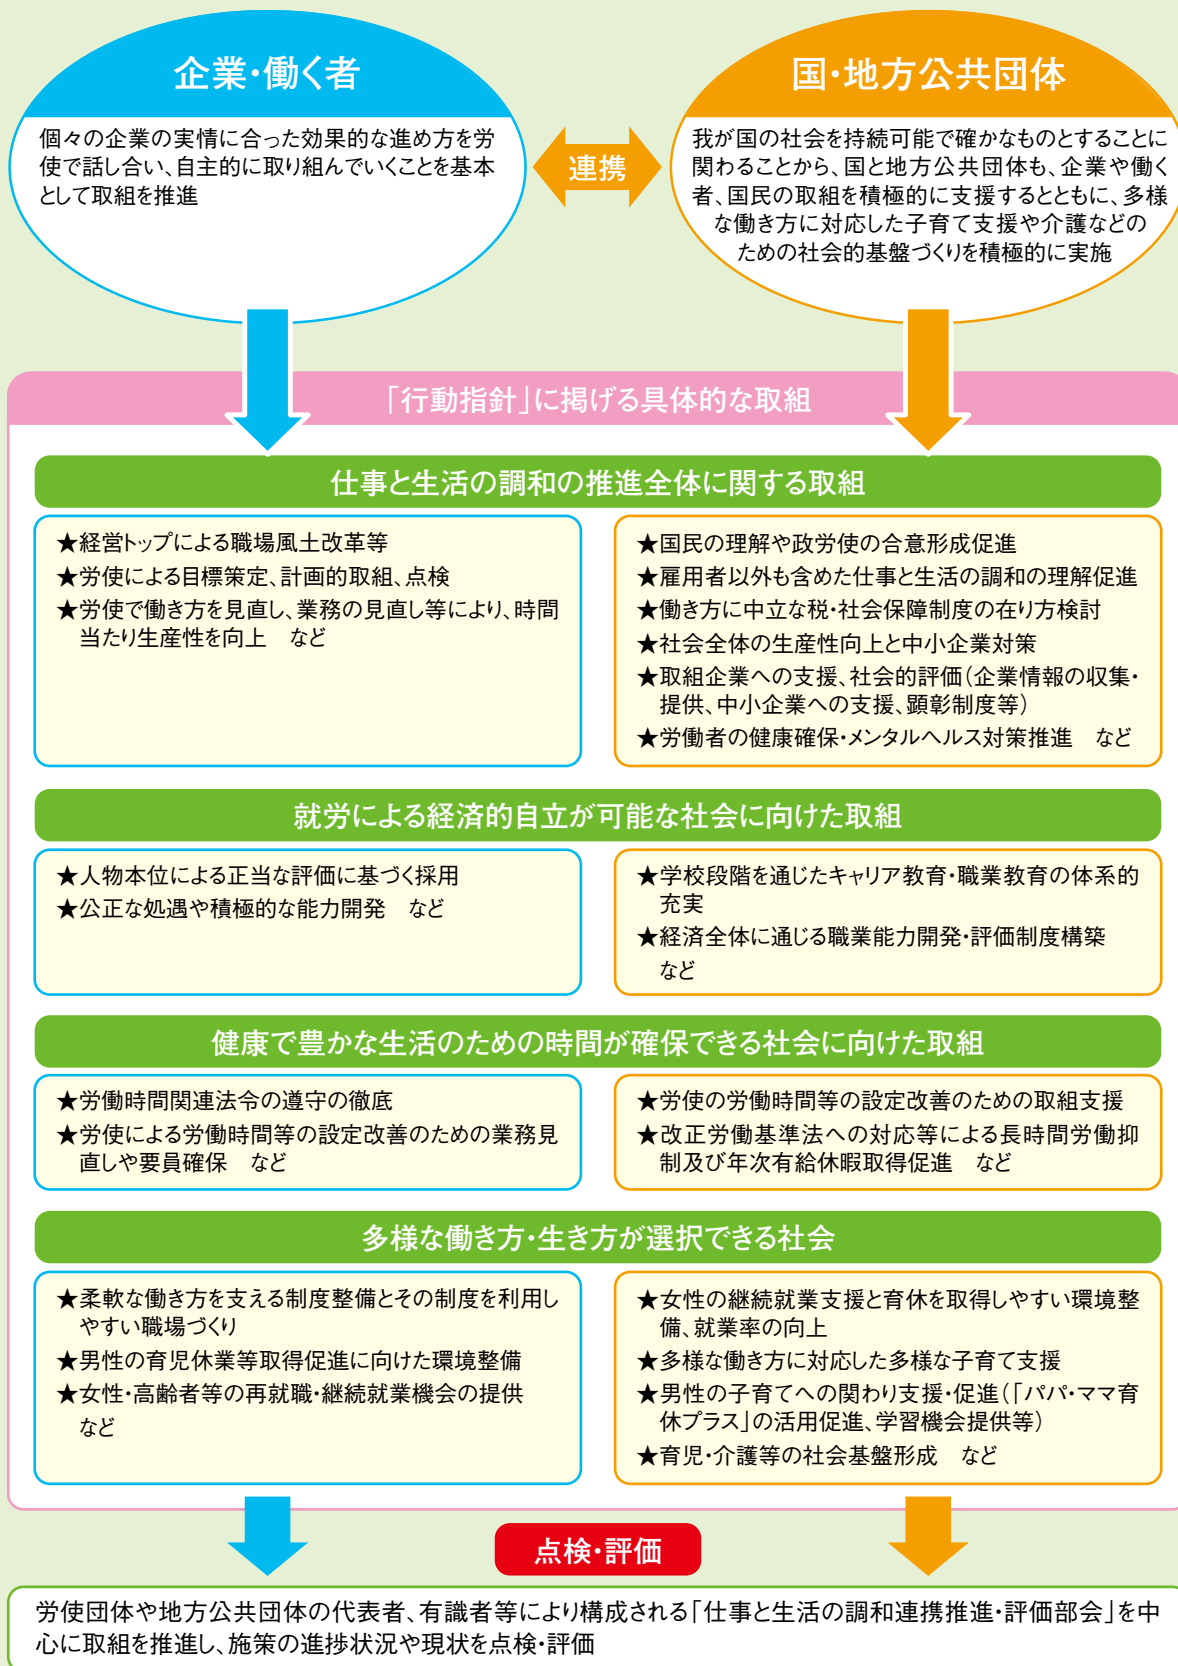 企業・働く者
個々の企業の実情に合った効果的な進め方を労
使で話し合い、自主的に取り組んでいくことを基本
として取組を推進
連携
国・地方公共団体
我が国の社会を持続可能で確かなものとすることに
関わることから、国と地方公共団体も、企業や働く
者、国民の取組を積極的に支援するとともに、多様
な働き方に対応した子育て支援や介護などの
ための社会的基盤づくりを積極的に実施
「行動指針」に掲げる具体的な取組
仕事と生活の調和の推進全体に関する取組
★経営トップによる職場風土改革等
★労使による目標策定、計画的取組、点検
★労使で働き方を見直し、業務の見直し等により、時間
当たり生産性を向上　など
★国民の理解や政労使の合意形成促進
★雇用者以外も含めた仕事と生活の調和の理解促進
★働き方に中立な税・社会保障制度の在り方検討
★社会全体の生産性向上と中小企業対策
★取組企業への支援、社会的評価（企業情報の収集・
提供、中小企業への支援、顕彰制度等）
★労働者の健康確保・メンタルヘルス対策推進　など
就労による経済的自立が可能な社会に向けた取組
★人物本位による正当な評価に基づく採用
★公正な処遇や積極的な能力開発　など
★学校段階を通じたキャリア教育・職業教育の体系的
充実
★経済全体に通じる職業能力開発・評価制度構築
など
健康で豊かな生活のための時間が確保できる社会に向けた取組
★労働時間関連法令の遵守の徹底
★労使による労働時間等の設定改善のための業務見
直しや要員確保　など
★労使の労働時間等の設定改善のための取組支援
★改正労働基準法への対応等による長時間労働抑
制及び年次有給休暇取得促進　など
多様な働き方・生き方が選択できる社会
★柔軟な働き方を支える制度整備とその制度を利用し
やすい職場づくり
★男性の育児休業等取得促進に向けた環境整備
★女性・高齢者等の再就職・継続就業機会の提供
など
★女性の継続就業支援と育休を取得しやすい環境整
備、就業率の向上
★多様な働き方に対応した多様な子育て支援
★男性の子育てへの関わり支援・促進（「パパ・ママ育
休プラス」の活用促進、学習機会提供等）
★育児・介護等の社会基盤形成　など
点検・評価
労使団体や地方公共団体の代表者、有識者等により構成される「仕事と生活の調和連携推進・評価部会」を中
心に取組を推進し、施策の進捗状況や現状を点検・評価